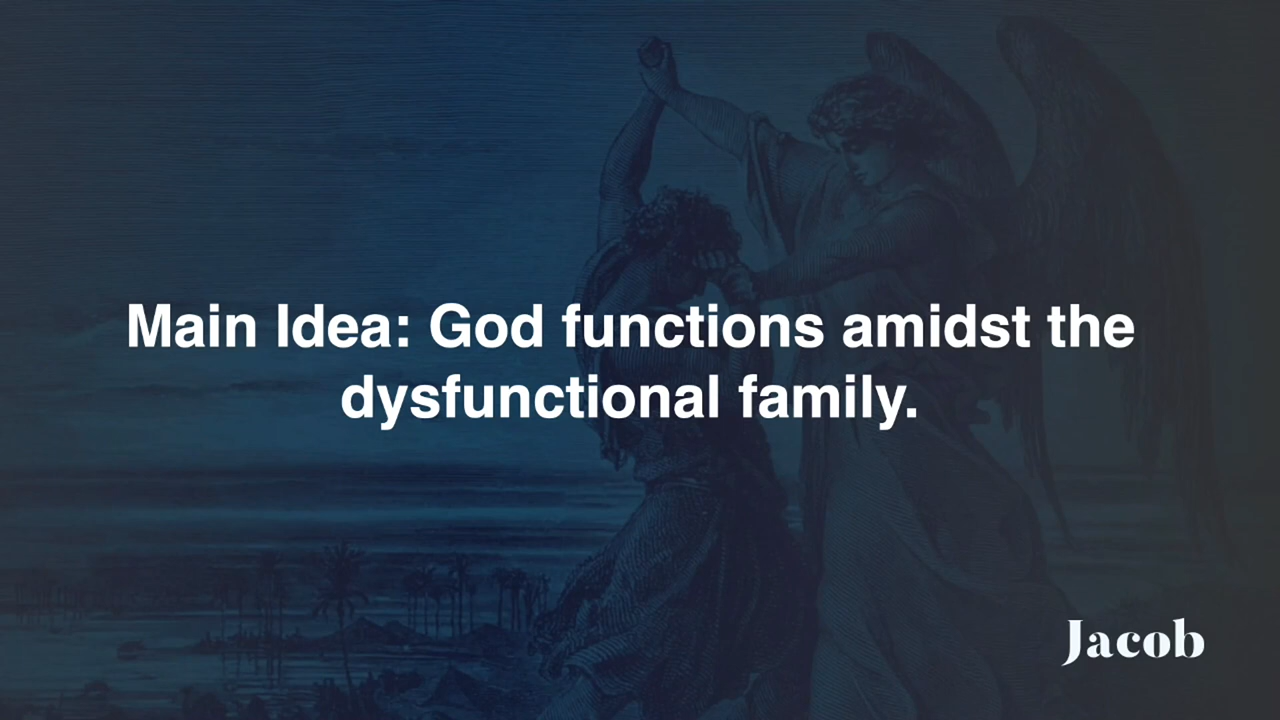 Main Idea: God functions amidst the
dysfunctional family.
Jacob